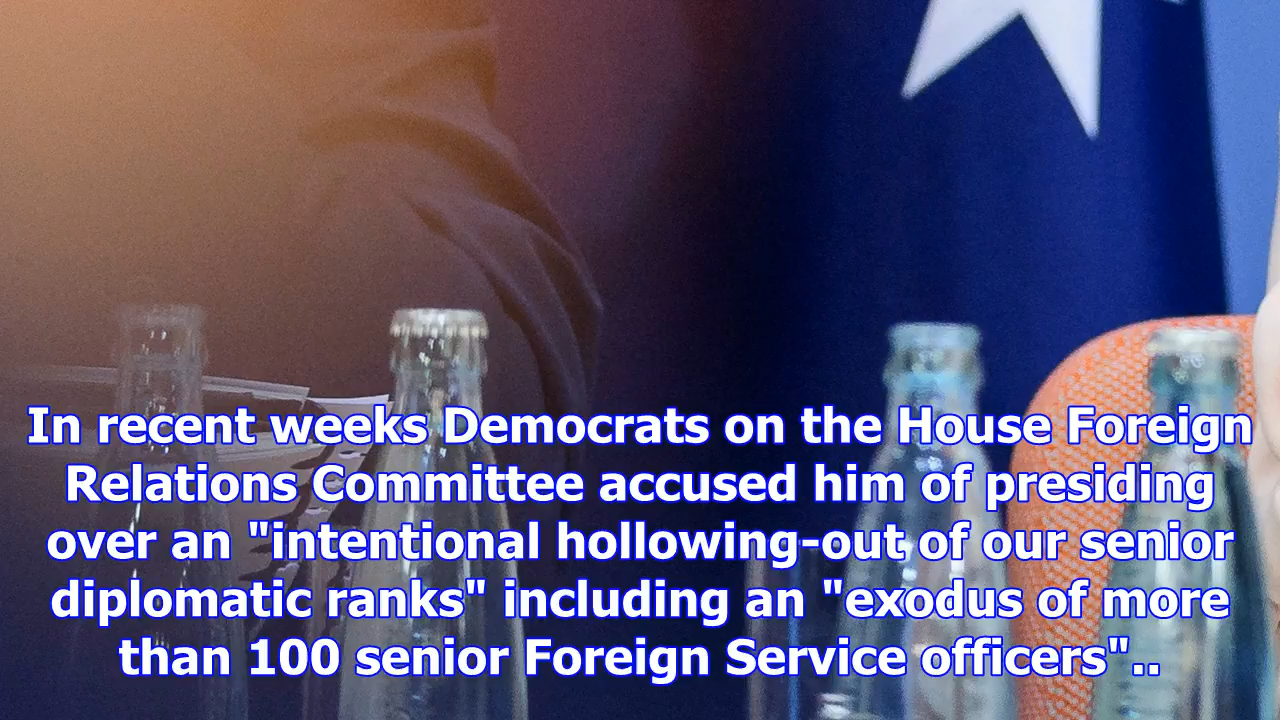 In recent weeks Democrats on the House Foreign
Relations Committee accused him of presiding
over an "intentional hollowing-out of our senior
diplomatic ranks" including an "exodus of more
than 100 senior Foreign Service officers"..